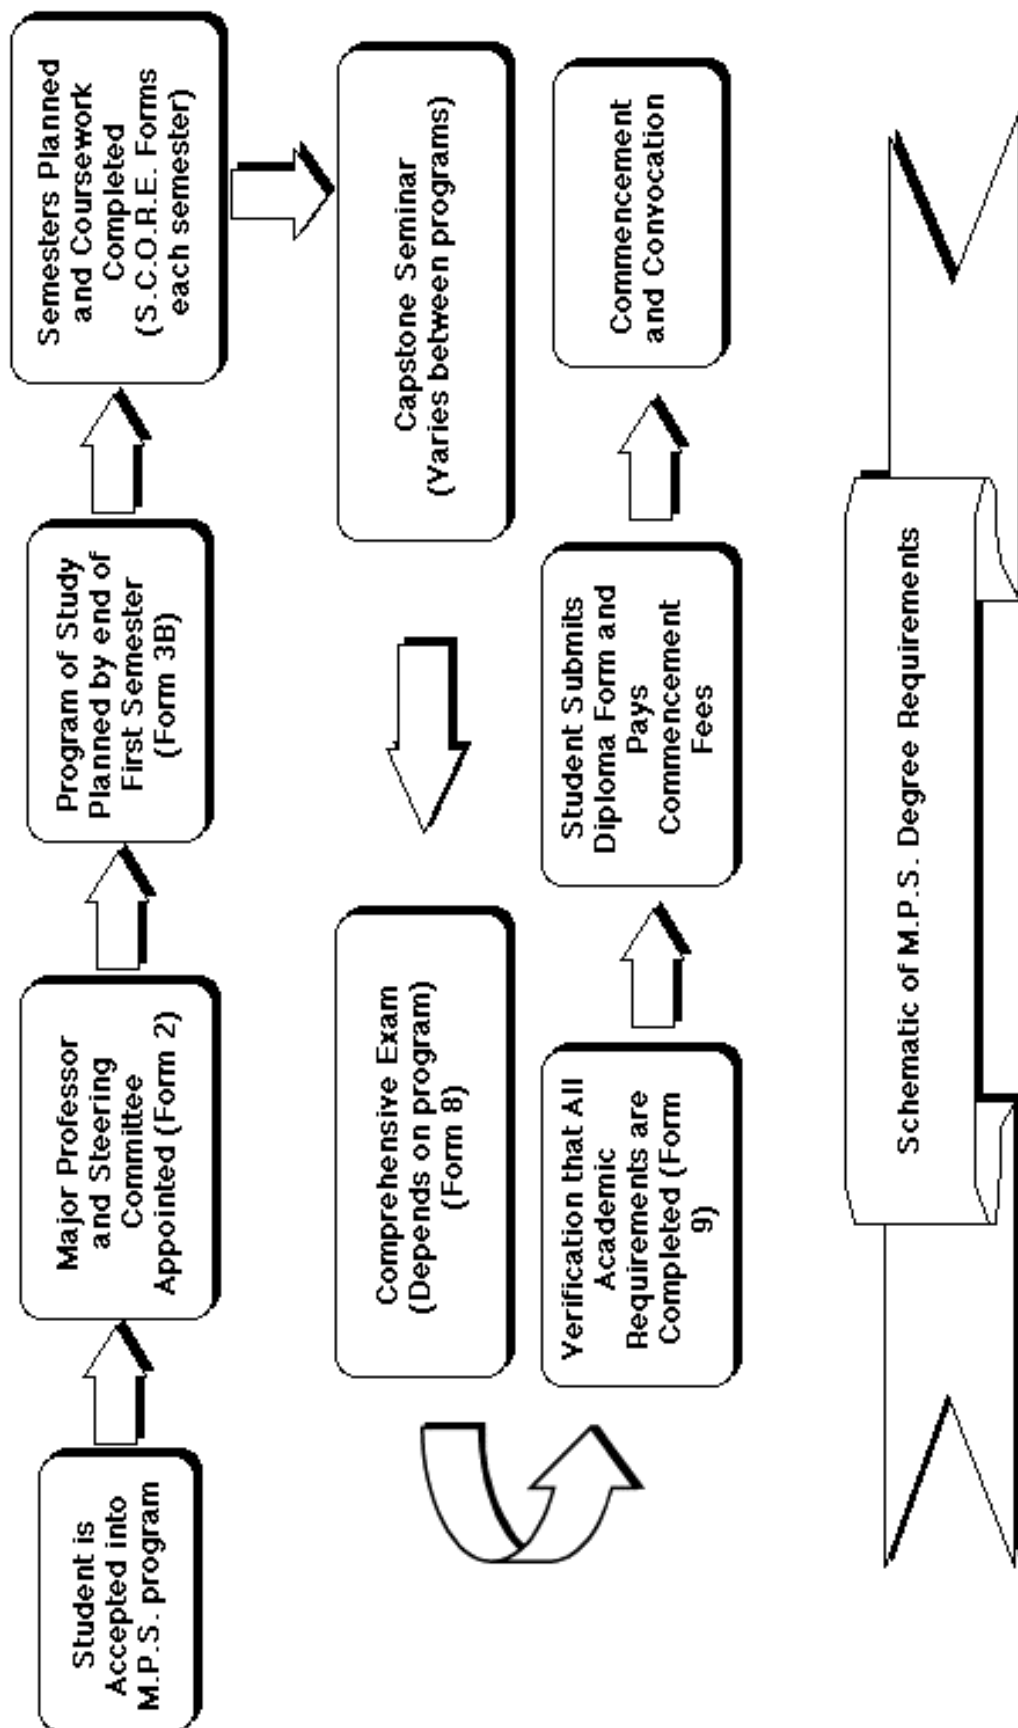 Student is
Accepted into
M.P.S. program
Major Professor
and Steering
Committee
Appointed (Form 2)
Program of Study
Planned by end of
First Semester
(Form 3B)
Semesters Planned
and Coursework
Completed
(S.C.O.R.E. Forms
each semester)
Capstone Seminar
(Varies between programs)
Comprehensive Exam
(Depends on program)
(Form 8)
Verification that All
Academic
Requirements are
Completed (Form
9)
Student Submits
Diploma Form and
Pays
Commencement
Fees
Commencement
and Convocation
Schematic of M.P.S. Degree Requirements